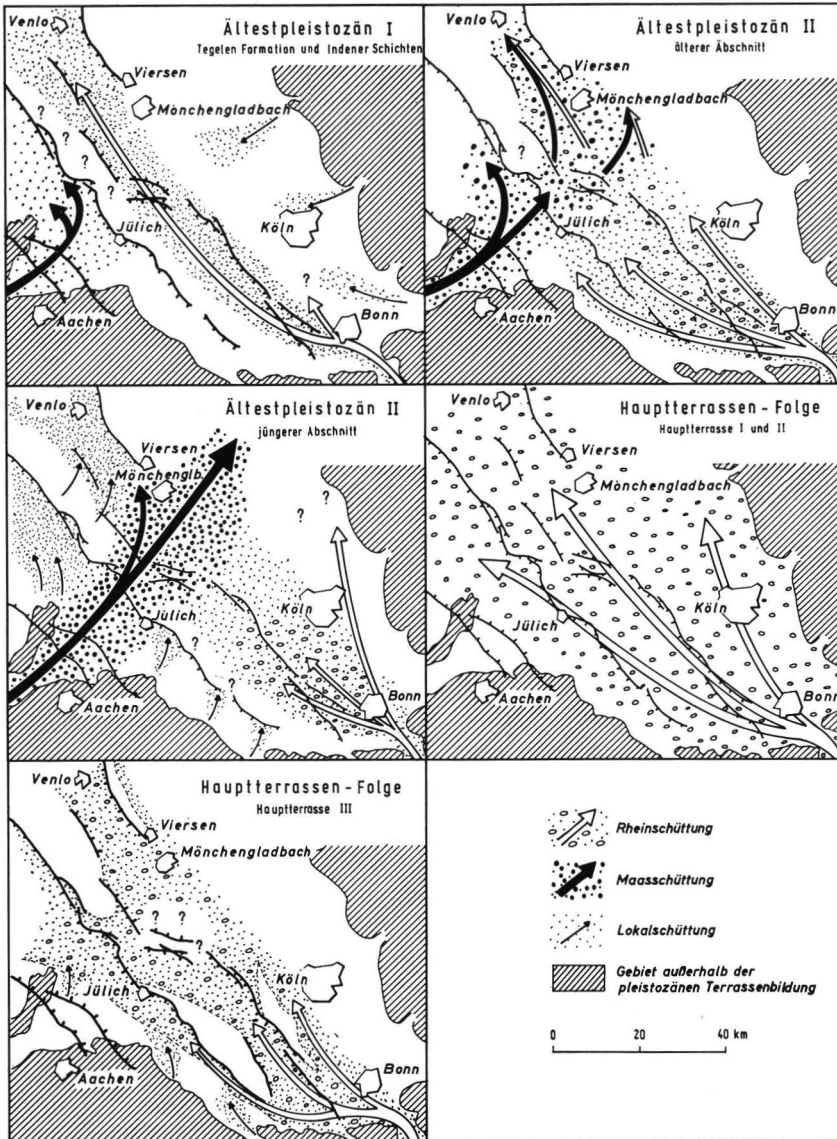 Ältestpleistozän I
Tegelen Formation und Indener Schichten
Venlo
Viersen
Mönchengladbach
?
?
?
?
?
Jülich
Köln
?
Aachen
Bonn
Ältestpleistozän II
älterer Abschnitt
Venlo
Viersen
Mönchengladbach
?
Jülich
Köln
Aachen
Bonn
Ältestpleistozän II
jüngerer Abschnitt
Venlo
Viersen
Mönchenglb.
? ?
?
Jülich
Köln
?
Aachen
Bonn
Hauptterrassen-Folge
Hauptterrasse I und II
Venlo
Viersen
Mönchengladbach
Jülich
Köln
Aachen
Bonn
Hauptterrassen-Folge
Hauptterrasse III
Venlo
Viersen
Mönchengladbach
? ?
?
?
Jülich
Köln
Aachen
Bonn
Rheinschüttung
Maasschüttung
Lokalschüttung
Gebiet außerhalb der
pleistozänen Terrassenbildung
0 20 40 km